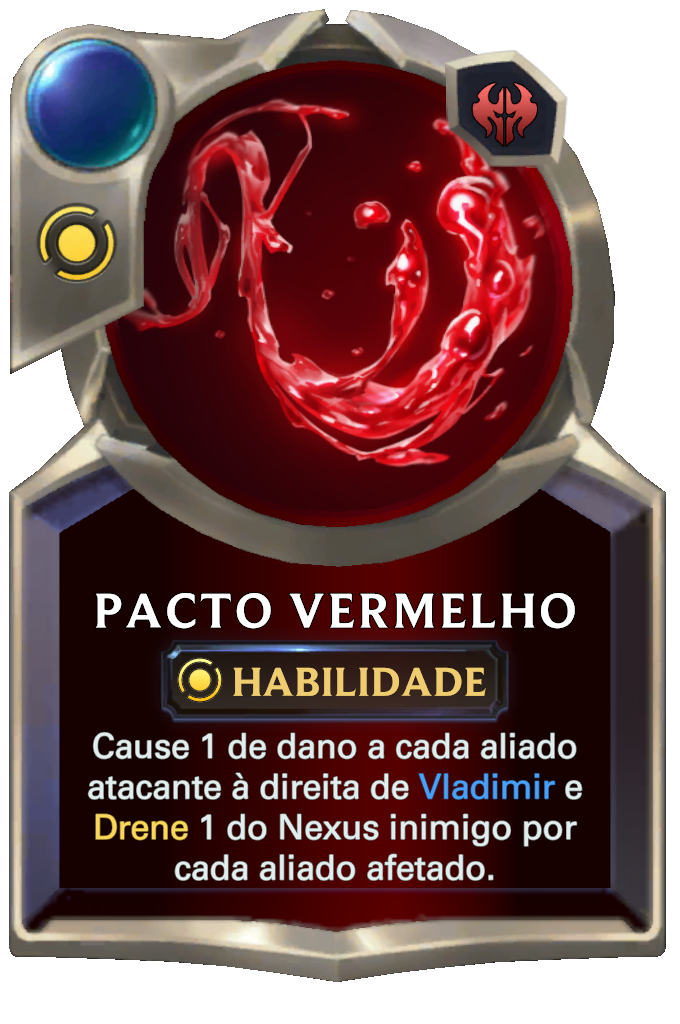 PACTO VERMELHO
HABILIDADE
Cause 1 de dano a cada aliado
atacante à direita de Vladimir e
Drene 1 do Nexus inimigo por
cada aliado afetado.